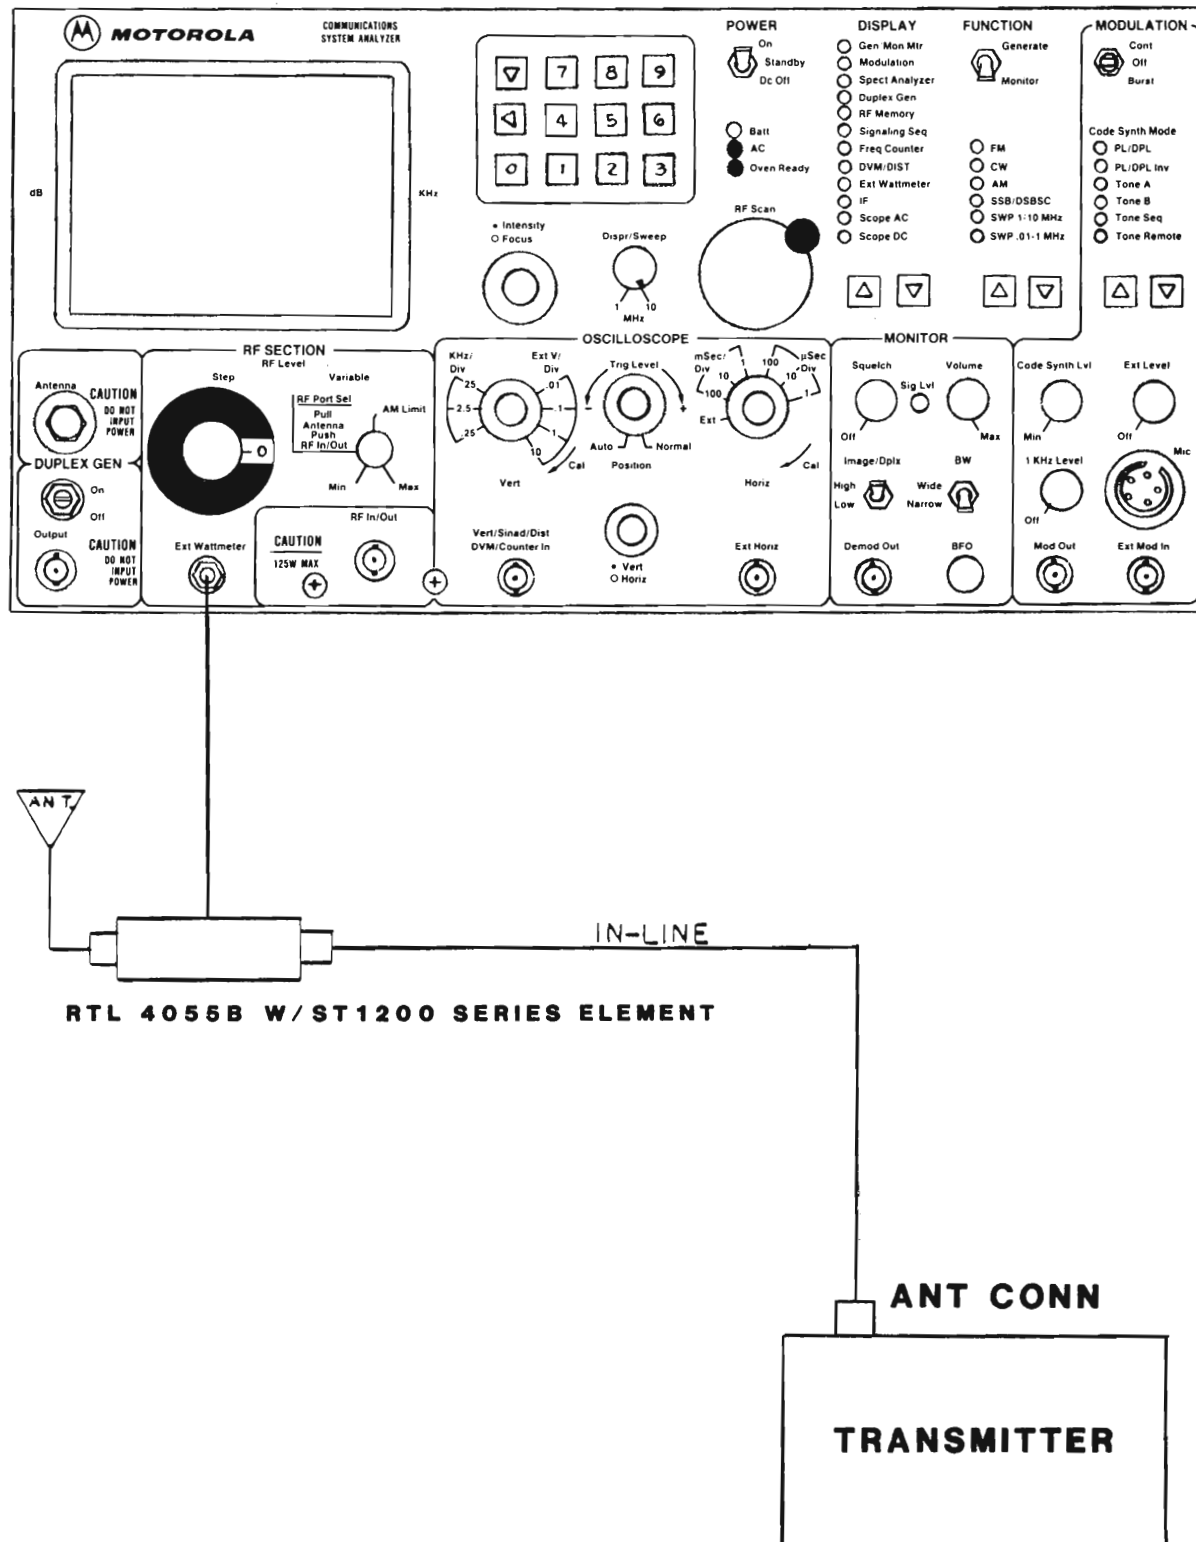 MOTOROLA
COMMUNICATIONS
SYSTEM ANALYZER
dB
KHz
7 8 9
4 5 6
0 1 2 3
Intensity
Focus
Dispr/Sweep
1 10
MHz
POWER
On
Standby
Dc Off
Batt
AC
Oven Ready
RF Scan
DISPLAY
Gen Mon Mtr
Modulation
Spect Analyzer
Duplex Gen
RF Memory
Signaling Seq
Freq Counter
DVM/DIST
Ext Wattmeter
IF
Scope AC
Scope DC
FUNCTION
Generate
Monitor
FM
CW
AM
SSB/DSBSC
SWP 1-10 MHz
SWP .01-1 MHz
MODULATION
Cont
Off
Burst
Code Synth Mode
PL/DPL
PL/DPL Inv
Tone A
Tone B
Tone Seq
Tone Remote
Antenna
CAUTION
DO NOT
INPUT
POWER
DUPLEX GEN
On
Off
Output
CAUTION
DO NOT
INPUT
POWER
RF SECTION
RF Level
Step
Variable
RF Port Sel
Pull
Antenna
Push
RF In/Out
AM Limit
0
Min Max
Ext Wattmeter
CAUTION
125W MAX
RF In/Out
OSCILLOSCOPE
KHz/
Div
25
2.5
.25
Ext V/
Div
.01
.1
1
10
Cal
Vert
Trig Level
- +
Auto Normal
Position
Vert
Horiz
mSec/
Div
1
10
100
Ext
µSec
Div
100
10
1
Cal
Horiz
Vert/Sinad/Dist
DVM/Counter In
Ext Horiz
MONITOR
Squelch
Sig Lvl
Volume
Off
Max
Image/Dplx
High
Low
BW
Wide
Narrow
Demod Out
BFO
Code Synth Lvl
Ext Level
Min
Off
1 KHz Level
Off
Mic
Mod Out
Ext Mod In
ANT.
IN-LINE
RTL 4055B W/ST1200 SERIES ELEMENT
ANT CONN
TRANSMITTER